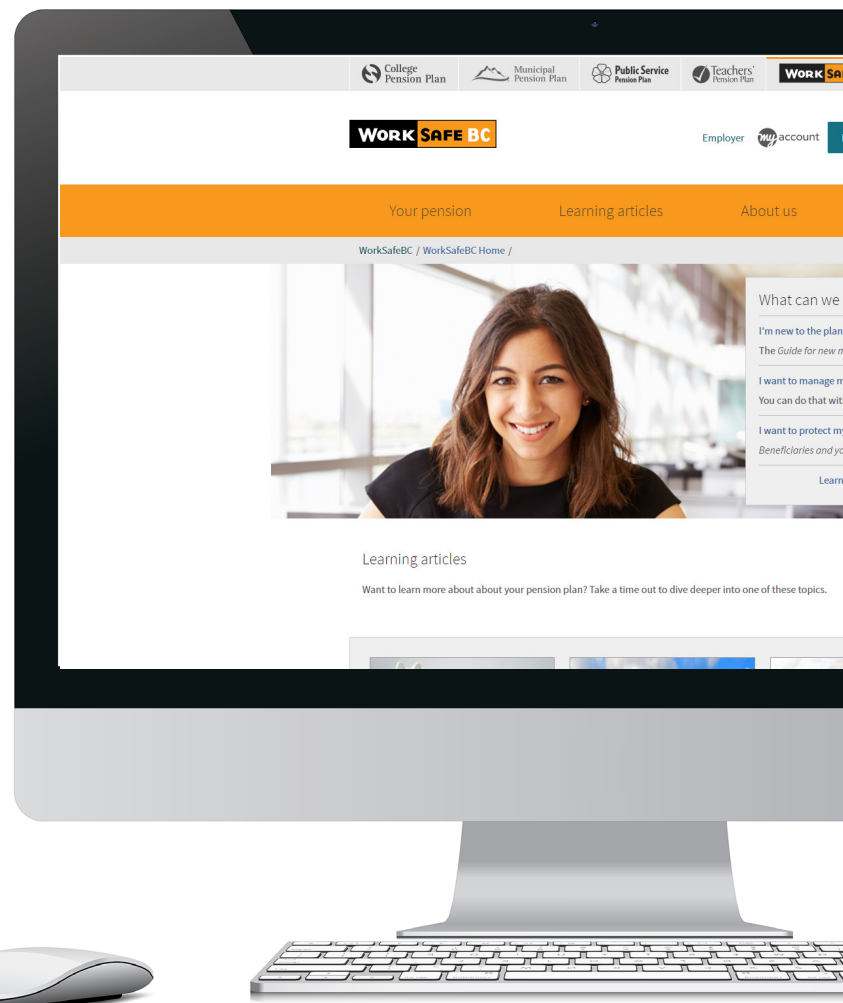 College
Pension Plan
Municipal
Pension Plan
Public Service
Pension Plan
Teachers'
Pension Plan
WORK SA
WORK SAFE BC
Employer
my account
Your pension
Learning articles
About us
WorkSafeBC / WorkSafeBC Home /
What can we
I'm new to the plan
The Guide for new
I want to manage
You can do that
I want to protect
Beneficiaries and
Learn
Learning articles
Want to learn more about about your pension plan? Take a time out to dive deeper into one of these topics.